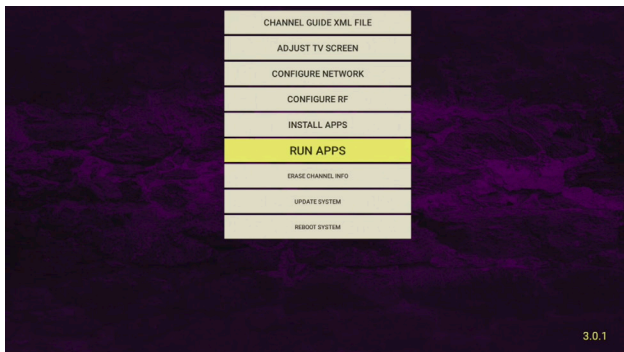 CHANNEL GUIDE XML FILE
ADJUST TV SCREEN
CONFIGURE NETWORK
CONFIGURE RF
INSTALL APPS
RUN APPS
ERASE CHANNEL INFO
UPDATE SYSTEM
REBOOT SYSTEM
3.0.1